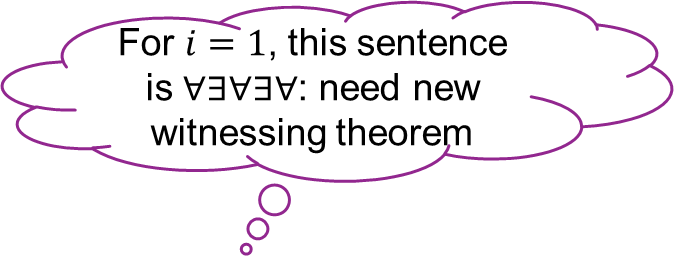 For 𝑖 = 1, this sentence
is ∀∃∀∃∀: need new
witnessing theorem